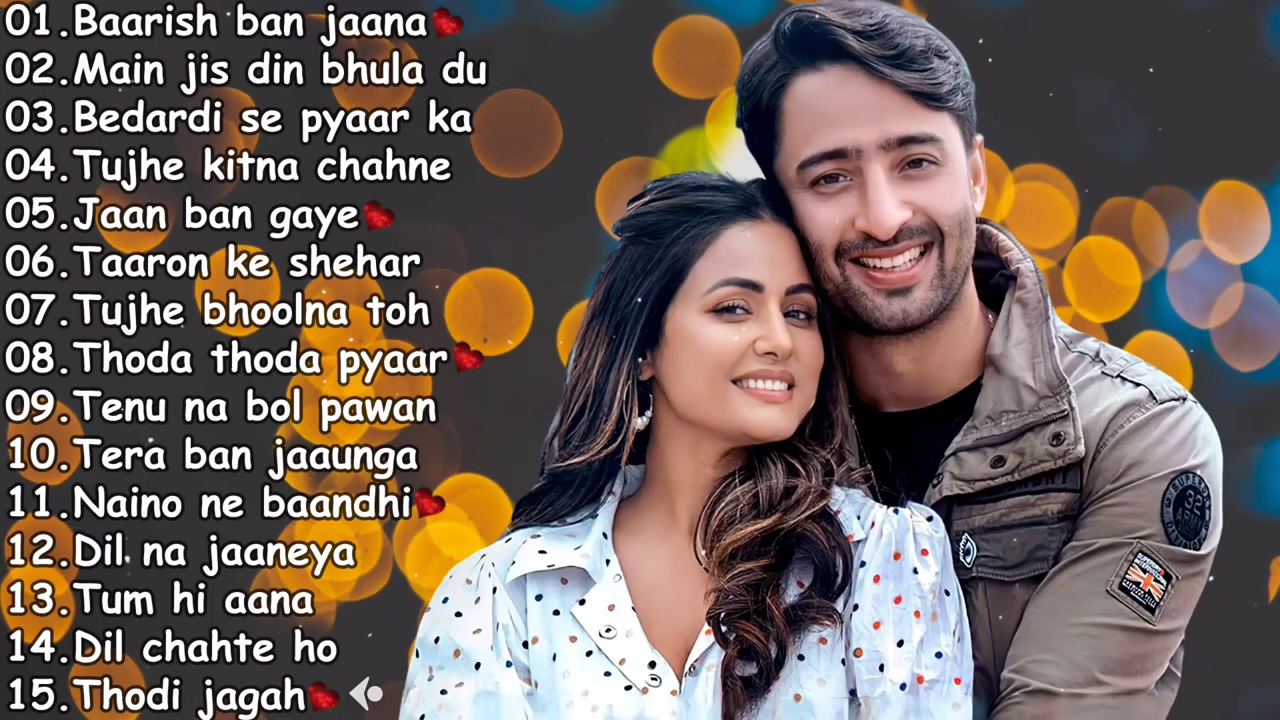 01.Baarish ban jaana
02.Main jis din bhula du
03.Bedardi se pyaar ka
04.Tujhe kitna chahne
05.Jaan ban gaye
06.Taaron ke shehar
07.Tujhe bhoolna toh
08.Thoda thoda pyaar
09.Tenu na bol pawan
10.Tera ban jaaunga
11.Naino ne baandhi
12.Dil na jaaneya
13.Tum hi aana
14.Dil chahte ho
15.Thodi jagah